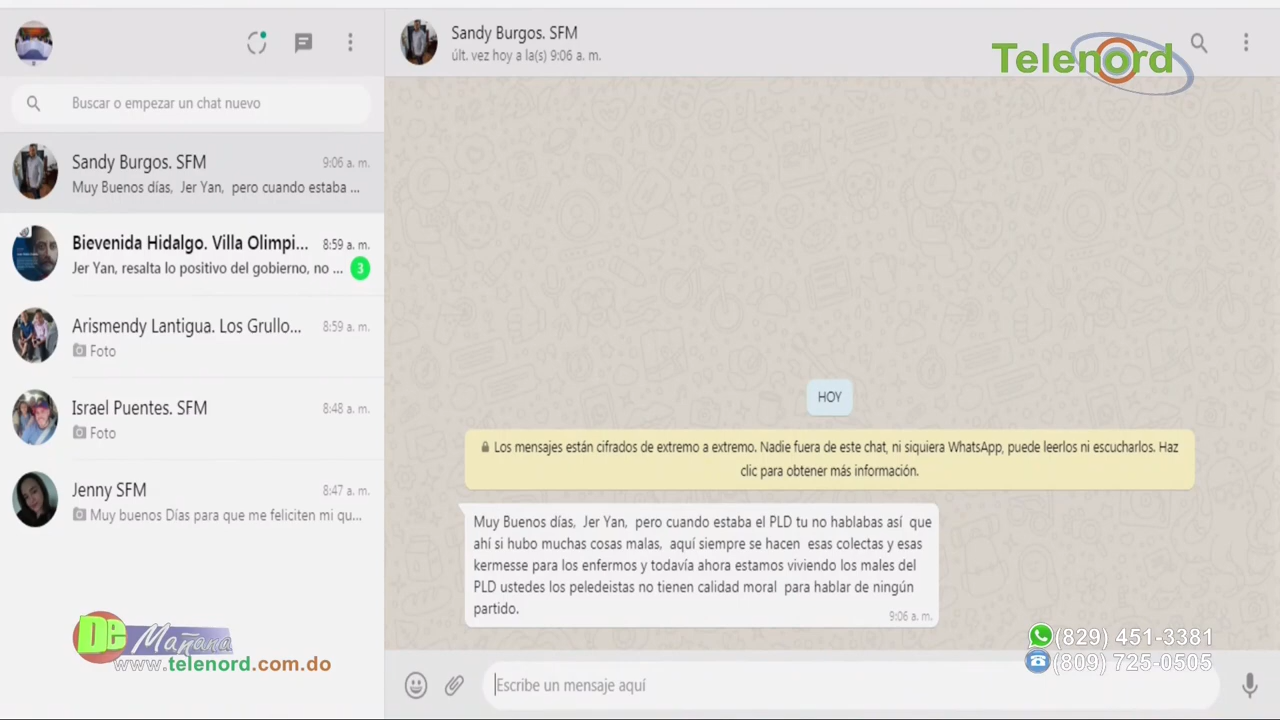 Sandy Burgos. SFM
últ. vez hoy a la(s) 9:06 a. m.
Telenord
Buscar o empezar un chat nuevo
Sandy Burgos. SFM 9:06 a. m.
Muy Buenos días, Jer Yan, pero cuando estaba ...
Bievenida Hidalgo. Villa Olimpi... 8:59 a. m.
Jer Yan, resalta lo positivo del gobierno, no ... 3
Arismendy Lantigua. Los Grullo... 8:59 a. m.
Foto
Israel Puentes. SFM 8:48 a. m.
Foto
Jenny SFM 8:47 a. m.
Muy buenos Días para que me feliciten mi qu...
HOY
Los mensajes están cifrados de extremo a extremo. Nadie fuera de este chat, ni siquiera WhatsApp, puede leerlos ni escucharlos. Haz
clic para obtener más información.
Muy Buenos días, Jer Yan, pero cuando estaba el PLD tu no hablabas así que
ahí si hubo muchas cosas malas, aquí siempre se hacen esas colectas y esas
kermesse para los enfermos y todavía ahora estamos viviendo los males del
PLD ustedes los peledeistas no tienen calidad moral para hablar de ningún
partido.
9:06 a. m.
De Mañana
www.telenord.com.do
(829) 451-3381
(809) 725-0505
Escribe un mensaje aquí